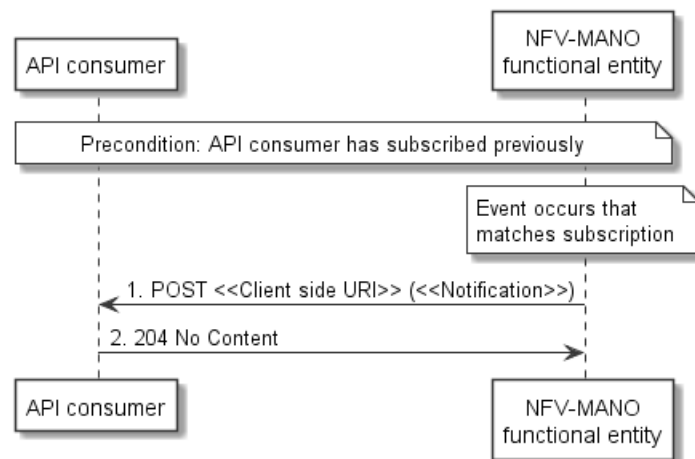 API consumer
NFV-MANO
functional entity
Precondition: API consumer has subscribed previously
Event occurs that
matches subscription
1. POST <<Client side URI>> (<<Notification>>)
2. 204 No Content
API consumer
NFV-MANO
functional entity